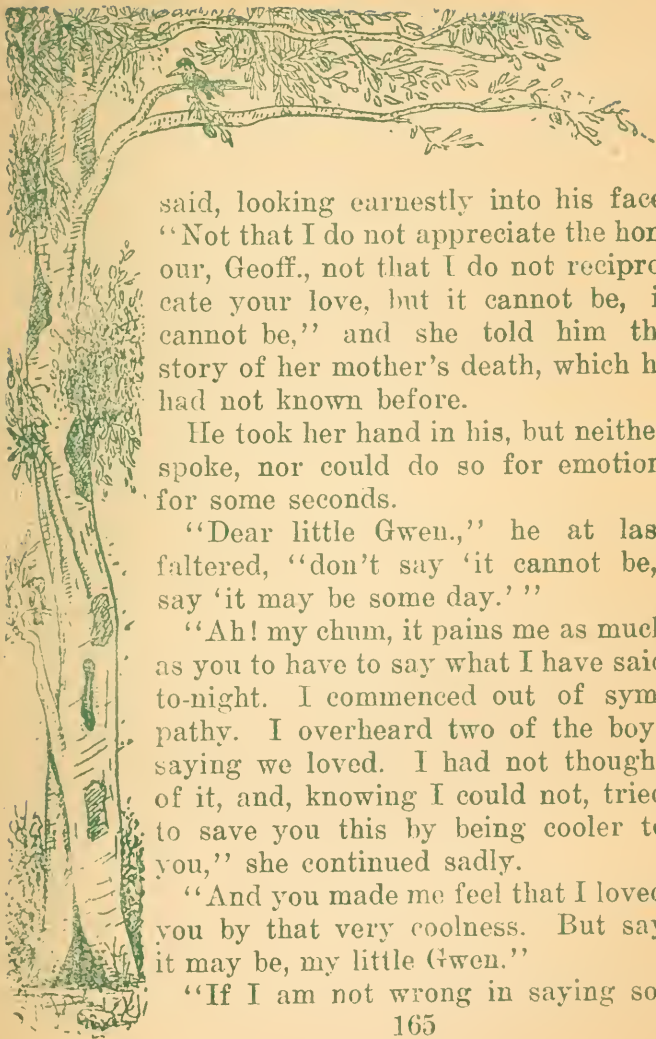 said, looking earnestly into his face
“Not that I do not appreciate the hon
our, Geoff., not that I do not recipro
cate your love, but it cannot be, i
cannot be,” and she told him th
story of her mother’s death, which h
had not known before.
He took her hand in his, but neithe
spoke, nor could do so for emotion
for some seconds.
“Dear little Gwen.,” he at las
faltered, “don’t say ‘it cannot be,
say ‘it may be some day.’ ”
“Ah! my chum, it pains me as much
as you to have to say what I have said
to-night. I commenced out of sym
pathy. I overheard two of the boy
saying we loved. I had not though
of it, and, knowing I could not, tried
to save you this by being cooler to
you,” she continued sadly.
“And you made me feel that I loved
you by that very coolness. But say
it may be, my little Gwen.”
“If I am not wrong in saying so
165